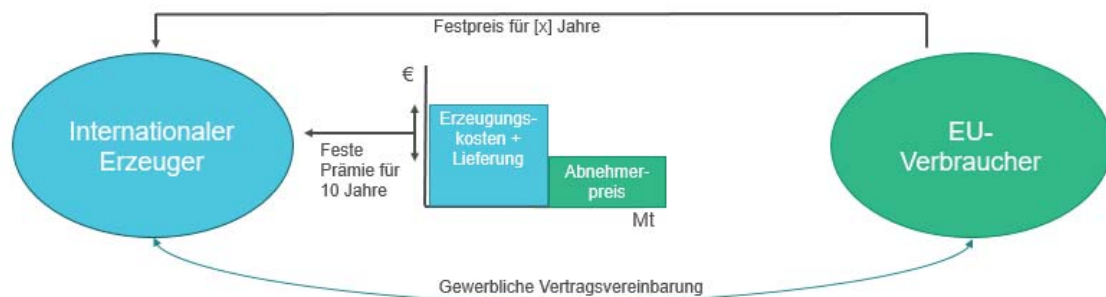 Festpreis für [x] Jahre
Internationaler
Erzeuger
Feste
Prämie für
10 Jahre
€
Erzeugungs-
kosten +
Lieferung
Abnehmer-
preis
Mt
EU-
Verbraucher
Gewerbliche Vertragsvereinbarung